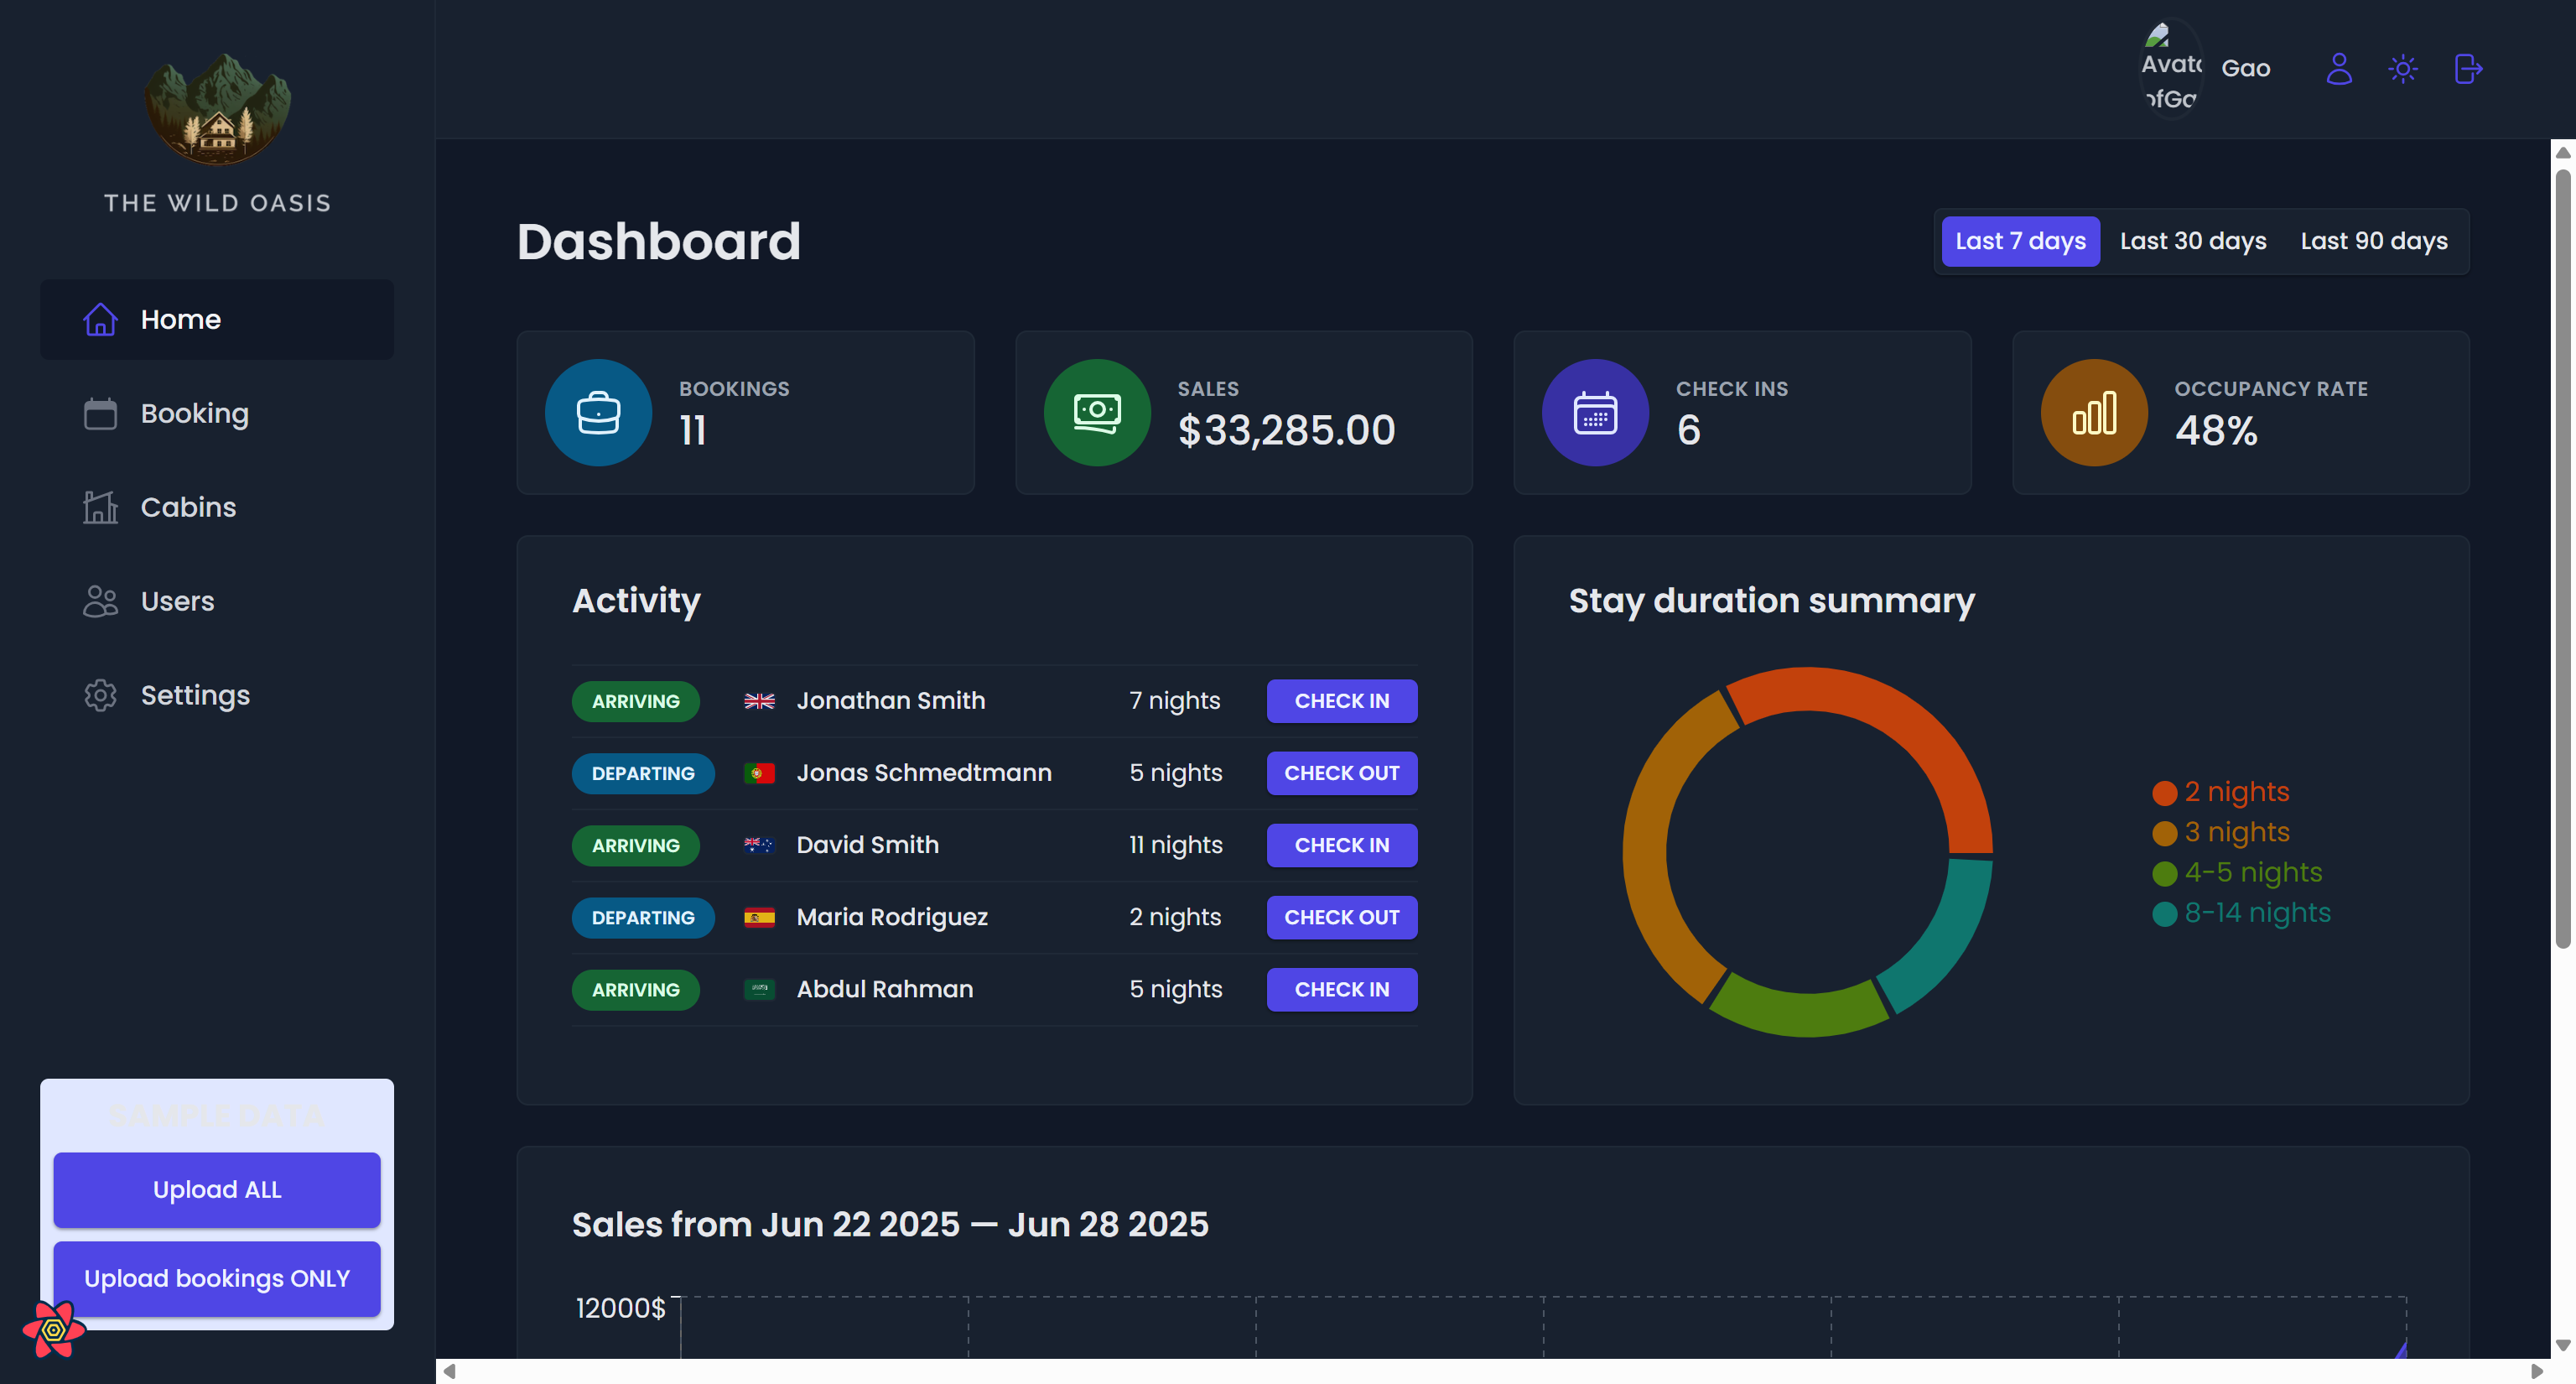 THE WILD OASIS
Home
Booking
Cabins
Users
Settings
SAMPLE DATA
Upload ALL
Upload bookings ONLY
Gao
Dashboard
Last 7 days Last 30 days Last 90 days
BOOKINGS
11
SALES
$33,285.00
CHECK INS
6
OCCUPANCY RATE
48%
Activity
ARRIVING Jonathan Smith 7 nights CHECK IN
DEPARTING Jonas Schmedtmann 5 nights CHECK OUT
ARRIVING David Smith 11 nights CHECK IN
DEPARTING Maria Rodriguez 2 nights CHECK OUT
ARRIVING Abdul Rahman 5 nights CHECK IN
Stay duration summary
2 nights
3 nights
4-5 nights
8-14 nights
Sales from Jun 22 2025 — Jun 28 2025
12000$